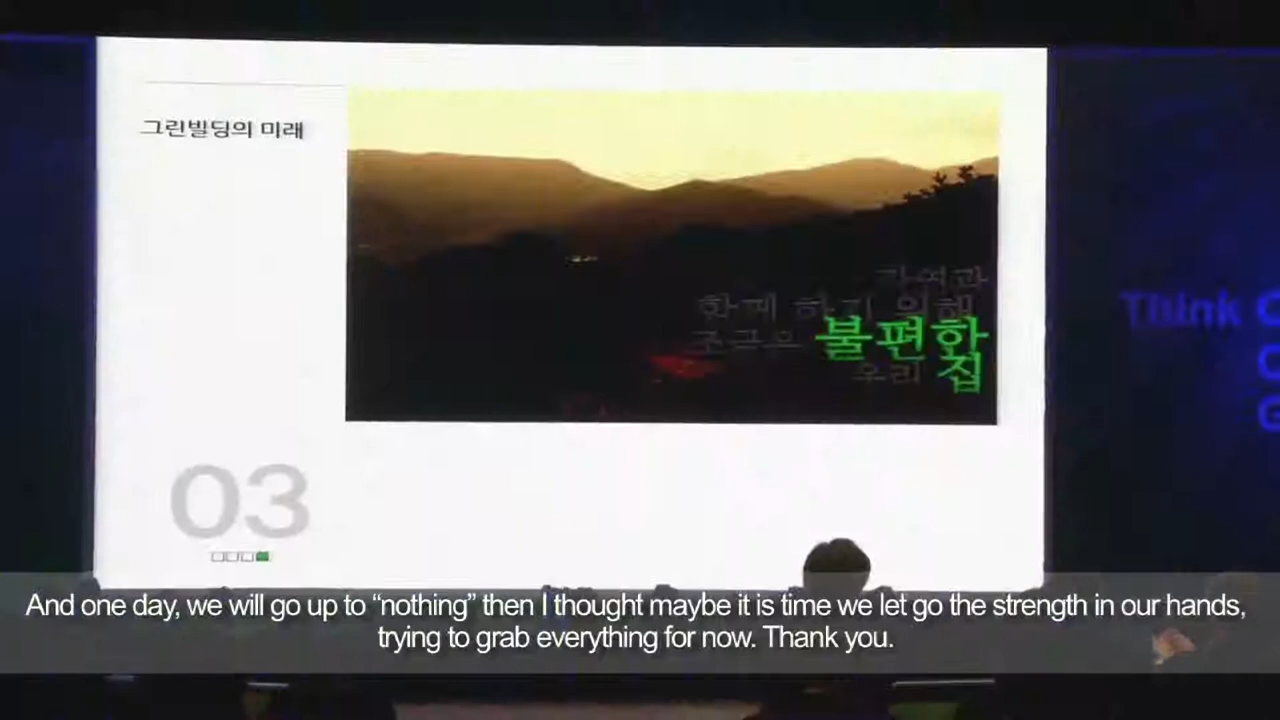 그린빌딩의 미래
자연과
함께 하기 위해
조금은 불편한
우리 집
03
Think
And one day, we will go up to “nothing” then I thought maybe it is time we let go the strength in our hands,
trying to grab everything for now. Thank you.